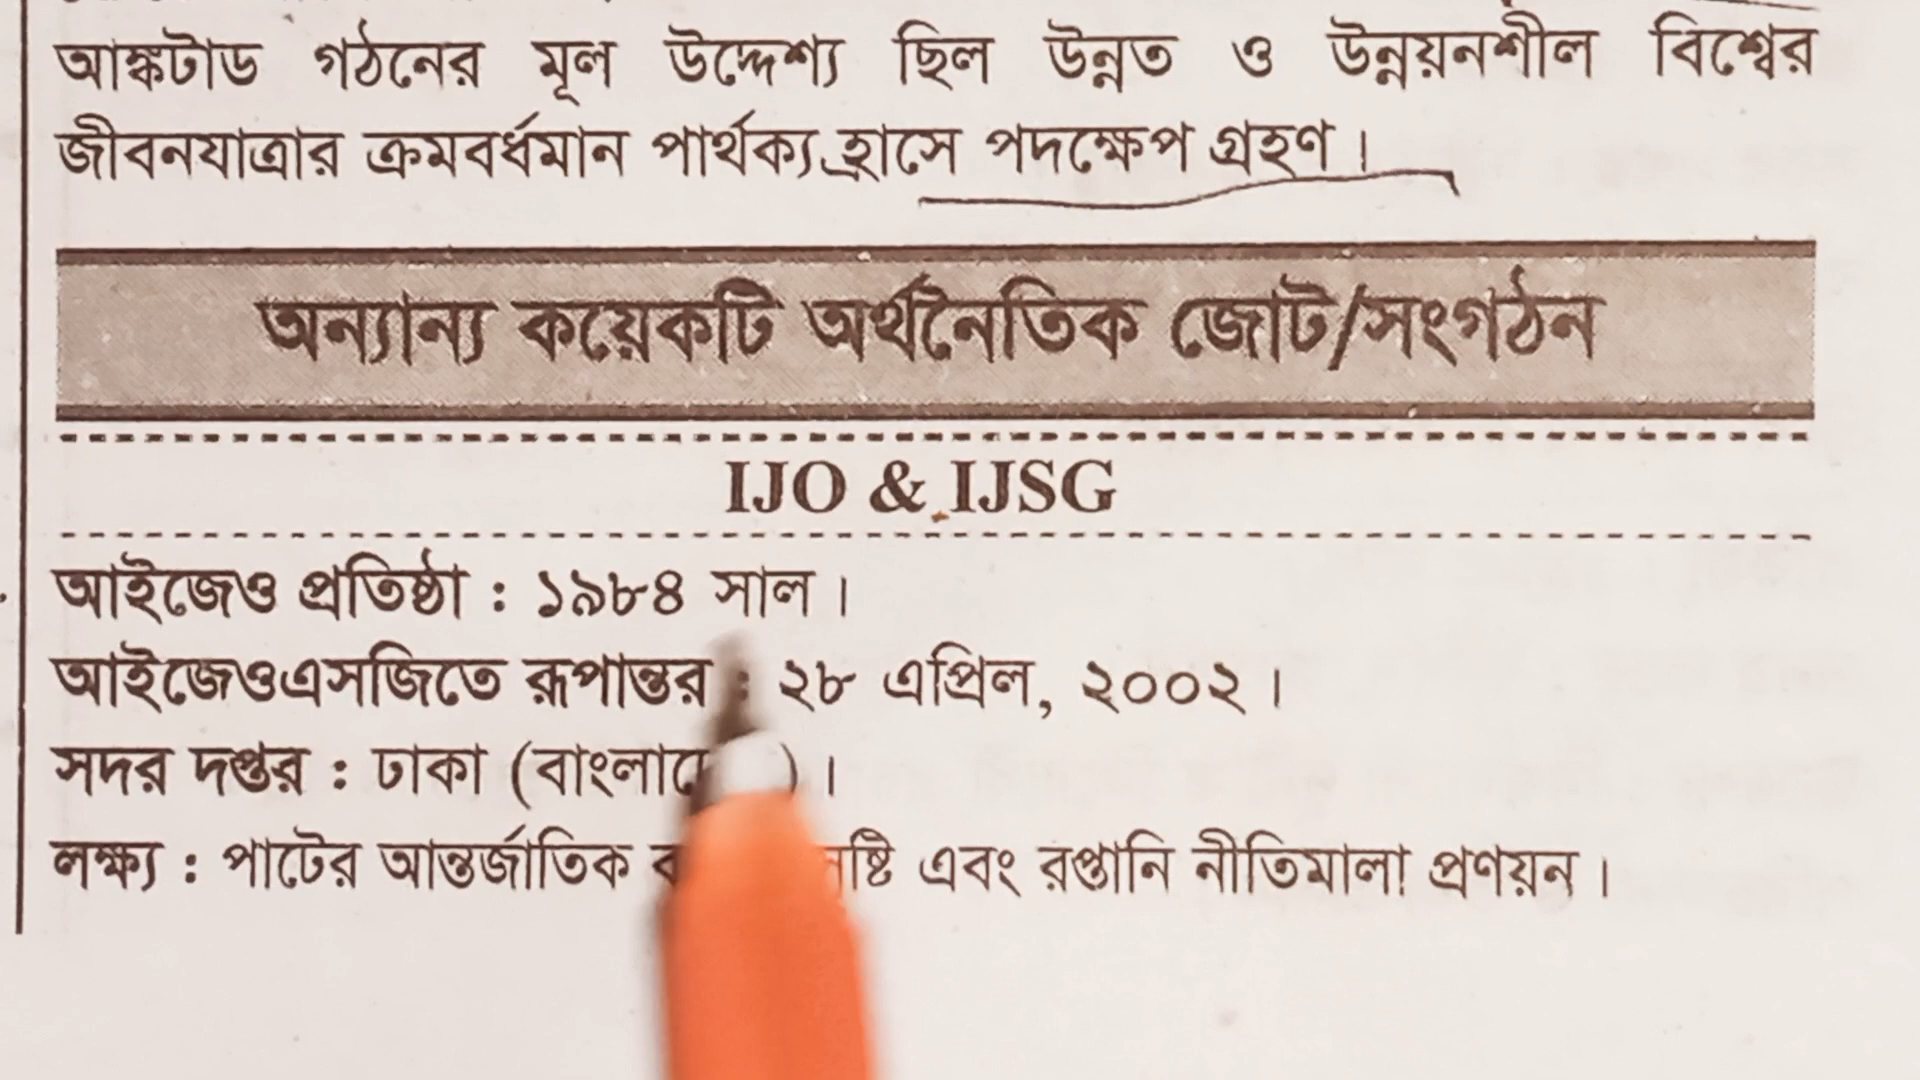 আঙ্কটাড গঠনের মূল উদ্দেশ্য ছিল উন্নত ও উন্নয়নশীল বিশ্বের
জীবনযাত্রার ক্রমবর্ধমান পার্থক্য হ্রাসে পদক্ষেপ গ্রহণ।
অন্যান্য কয়েকটি অর্থনৈতিক জোট/সংগঠন
IJO & IJSG
আইজেও প্রতিষ্ঠা : ১৯৮৪ সাল।
আইজেওএসজিতে রূপান্তর : ২৮ এপ্রিল, ২০০২।
সদর দপ্তর : ঢাকা
লক্ষ্য : পাটের আন্তর্জাতিক এবং রপ্তানি নীতিমালা প্রণয়ন।